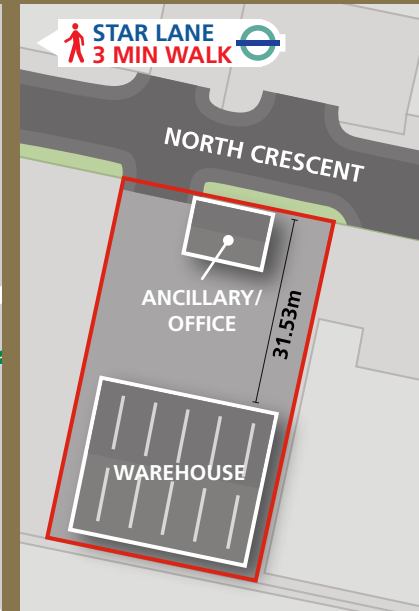 STAR LANE
3 MIN WALK
NORTH CRESCENT
ANCILLARY/
OFFICE
31.53m
WAREHOUSE